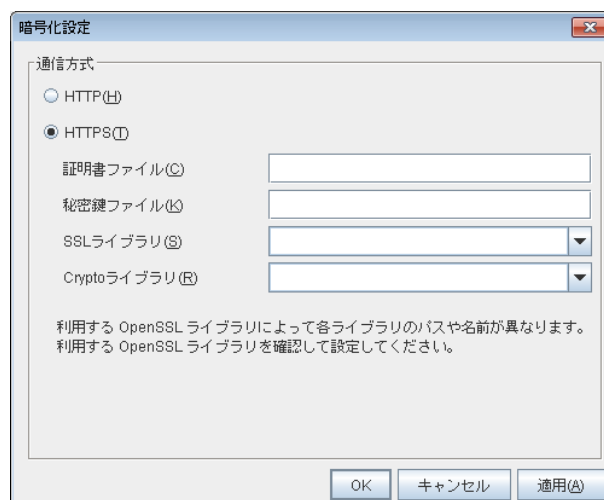 暗号化設定
通信方式
HTTP(H)
HTTPS(T)
証明書ファイル(C)
秘密鍵ファイル(K)
SSLライブラリ(S)
Cryptoライブラリ(R)
利用する OpenSSL ライブラリによって各ライブラリのパスや名前が異なります。
利用する OpenSSL ライブラリを確認して設定してください。
OK キャンセル 適用(A)